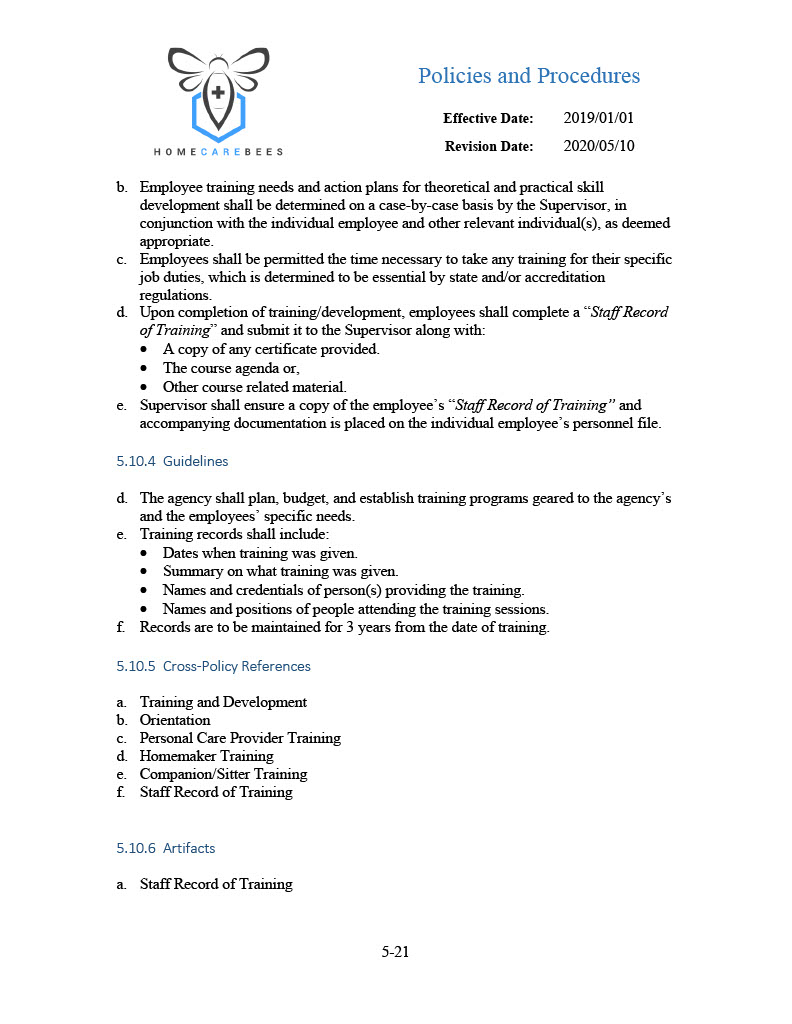 Policies and Procedures
Effective Date: 2019/01/01
Revision Date: 2020/05/10
HOMECAREBEES
b. Employee training needs and action plans for theoretical and practical skill
development shall be determined on a case-by-case basis by the Supervisor, in
conjunction with the individual employee and other relevant individual(s), as deemed
appropriate.
c. Employees shall be permitted the time necessary to take any training for their specific
job duties, which is determined to be essential by state and/or accreditation
regulations.
d. Upon completion of training/development, employees shall complete a “Staff Record
of Training” and submit it to the Supervisor along with:
• A copy of any certificate provided.
• The course agenda or,
• Other course related material.
e. Supervisor shall ensure a copy of the employee’s “Staff Record of Training” and
accompanying documentation is placed on the individual employee’s personnel file.
5.10.4 Guidelines
d. The agency shall plan, budget, and establish training programs geared to the agency’s
and the employees’ specific needs.
e. Training records shall include:
• Dates when training was given.
• Summary on what training was given.
• Names and credentials of person(s) providing the training.
• Names and positions of people attending the training sessions.
f. Records are to be maintained for 3 years from the date of training.
5.10.5 Cross-Policy References
a. Training and Development
b. Orientation
c. Personal Care Provider Training
d. Homemaker Training
e. Companion/Sitter Training
f. Staff Record of Training
5.10.6 Artifacts
a. Staff Record of Training
5-21